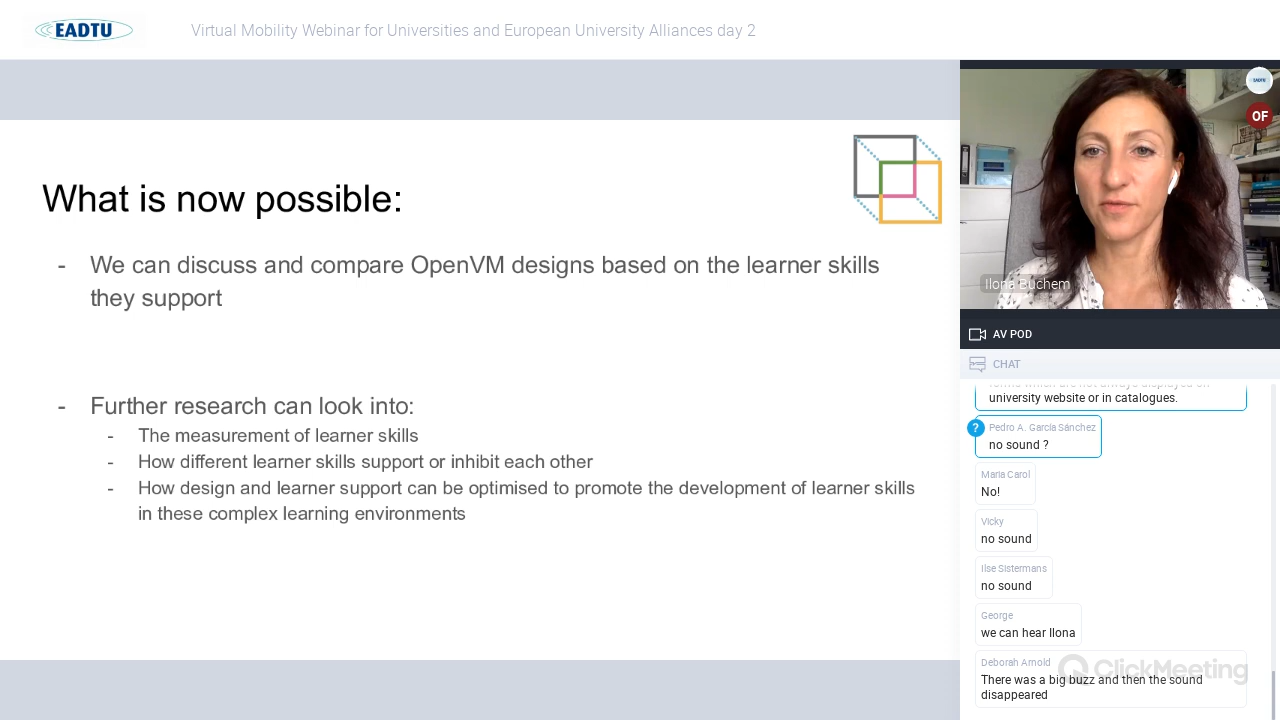 EADTU
Virtual Mobility Webinar for Universities and European University Alliances day 2
What is now possible:
- We can discuss and compare OpenVM designs based on the learner skills
they support
- Further research can look into:
- The measurement of learner skills
- How different learner skills support or inhibit each other
- How design and learner support can be optimised to promote the development of learner skills
in these complex learning environments
EADTU
OF
Ilona Buchem
AV POD
CHAT
university website or in catalogues.
?
Pedro A. García Sánchez
no sound ?
Maria Carol
No!
Vicky
no sound
Ilse Sistermans
no sound
George
we can hear Ilona
Deborah Arnold
There was a big buzz and then the sound
disappeared
ClickMeeting